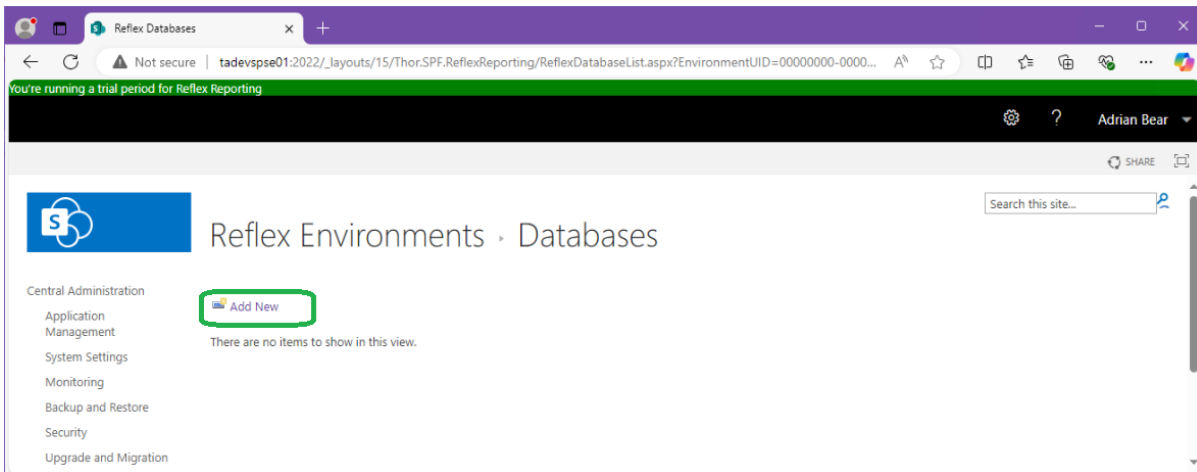 Reflex Databases
Not secure | tadevspse01:2022/_layouts/15/Thor.SPF.ReflexReporting/ReflexDatabaseList.aspx?EnvironmentUID=00000000-0000...
You're running a trial period for Reflex Reporting
? Adrian Bear
SHARE
Search this site...
S
Reflex Environments Databases
Central Administration
Add New
Application
Management
There are no items to show in this view.
System Settings
Monitoring
Backup and Restore
Security
Upgrade and Migration